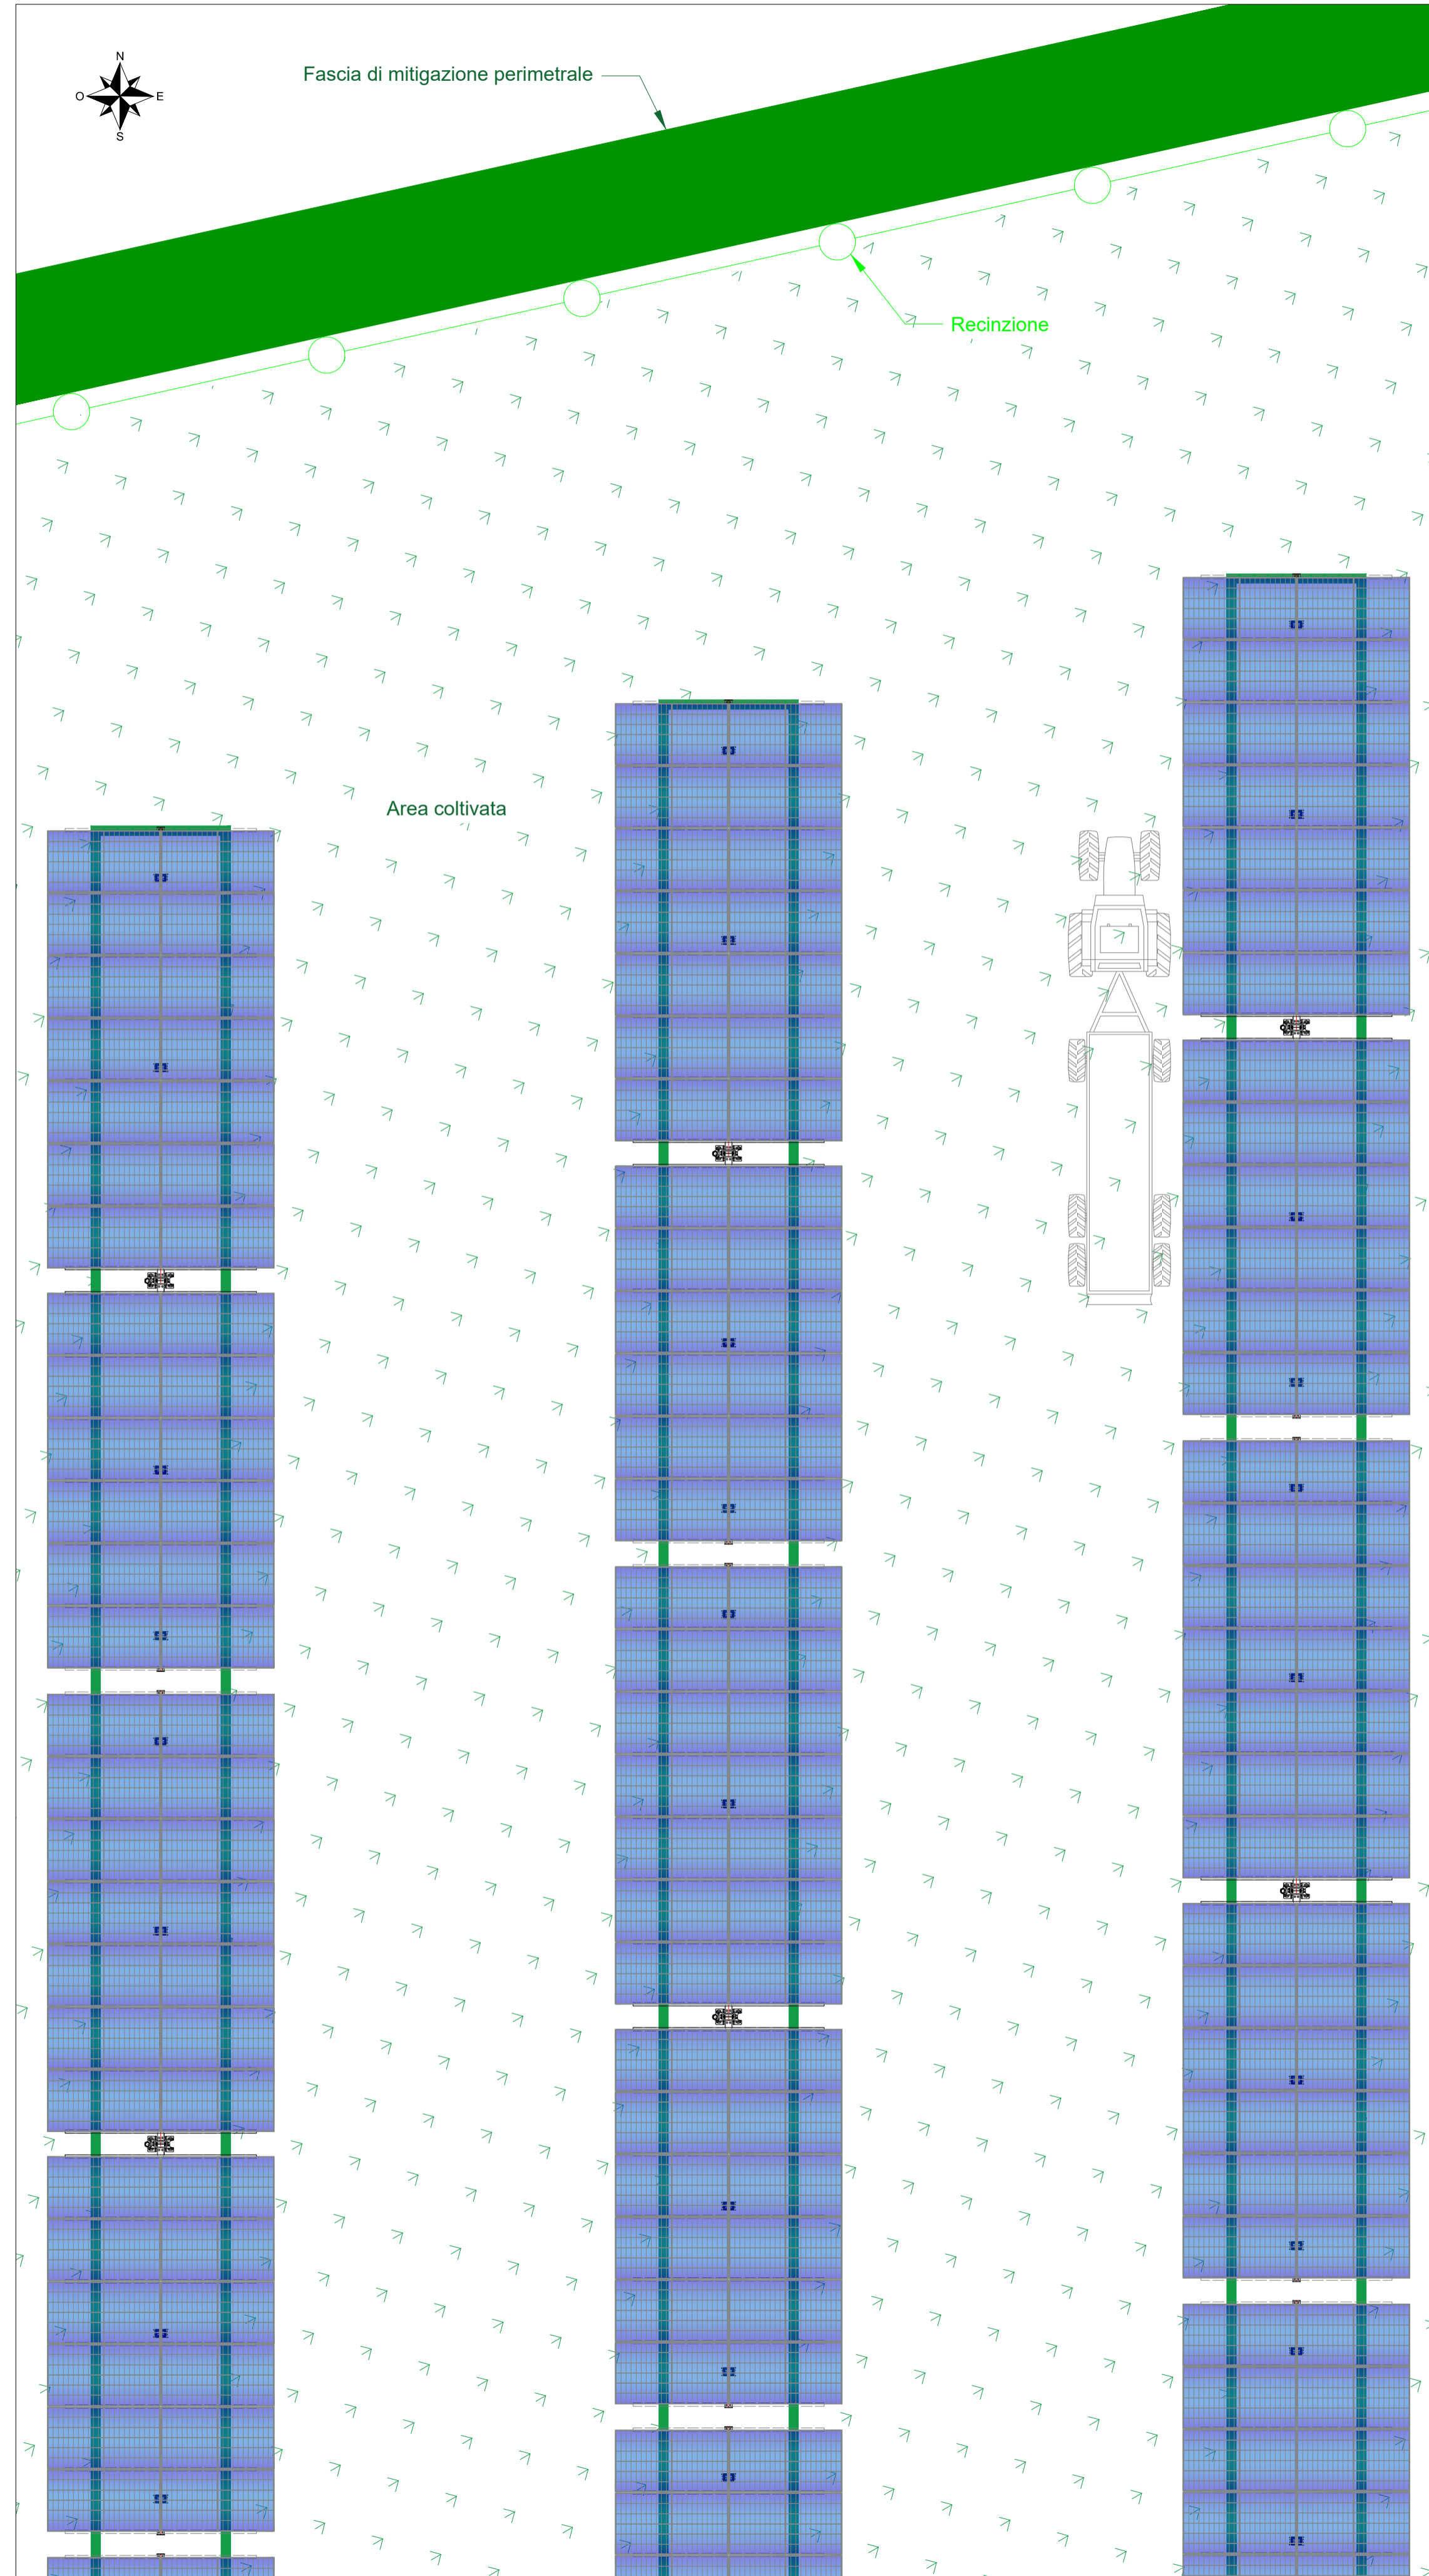 N
Fascia di mitigazione perimetrale
O E
S
Recinzione
Area coltivata